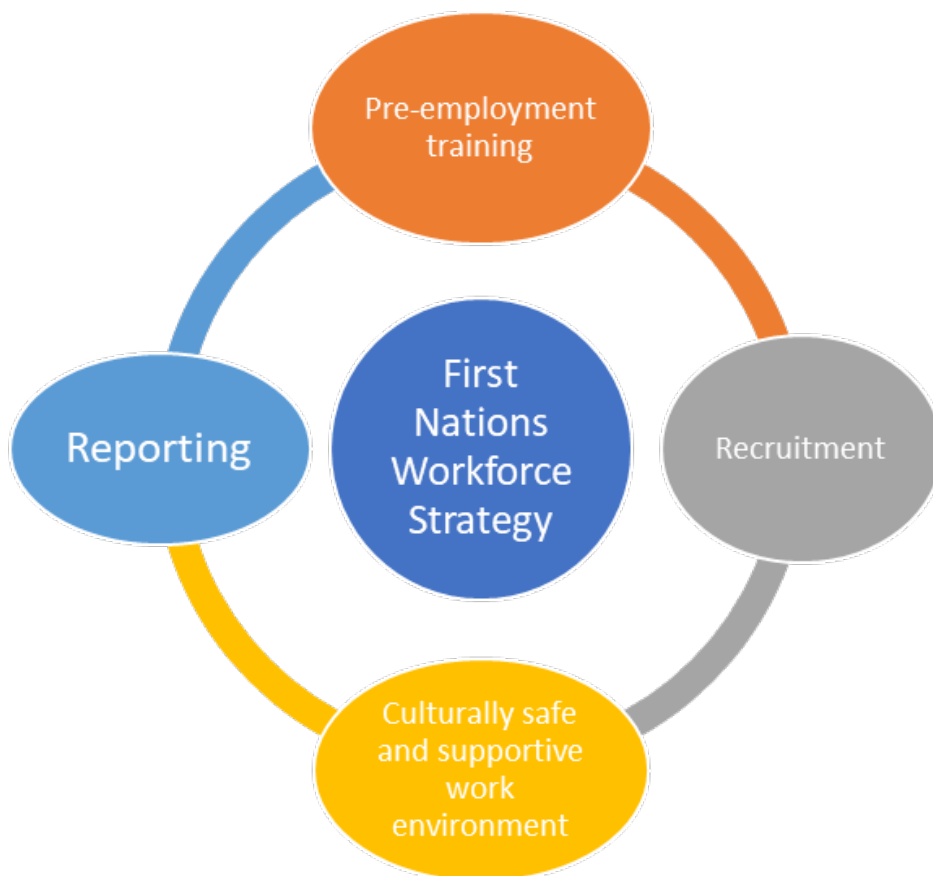 Pre-employment
training
First
Nations
Workforce
Strategy
Reporting
Recruitment
Culturally safe
and supportive
work
environment